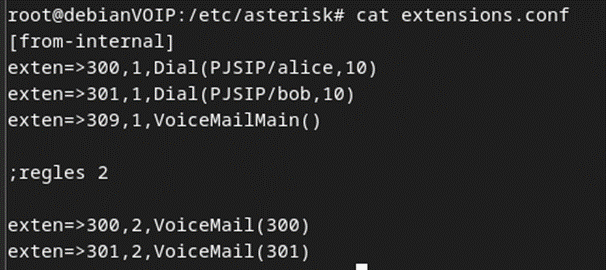 root@debianVOIP:/etc/asterisk# cat extensions.conf
[from-internal]
exten=>300,1,Dial(PJSIP/alice,10)
exten=>301,1,Dial(PJSIP/bob,10)
exten=>309,1,VoiceMailMain()
;regles 2
exten=>300,2,VoiceMail(300)
exten=>301,2,VoiceMail(301)